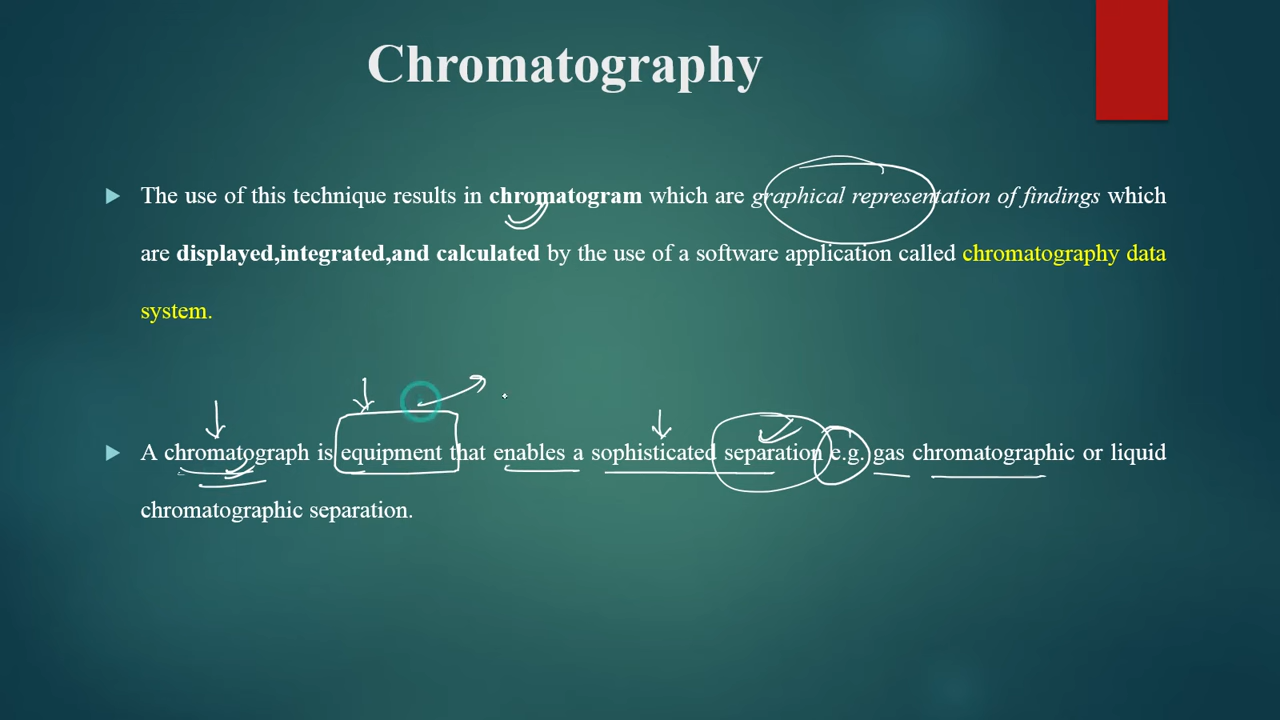 Chromatography
The use of this technique results in chromatogram which are graphical representation of findings which
are displayed,integrated,and calculated by the use of a software application called chromatography data
system.
A chromatograph is equipment that enables a sophisticated separation e.g. gas chromatographic or liquid
chromatographic separation.